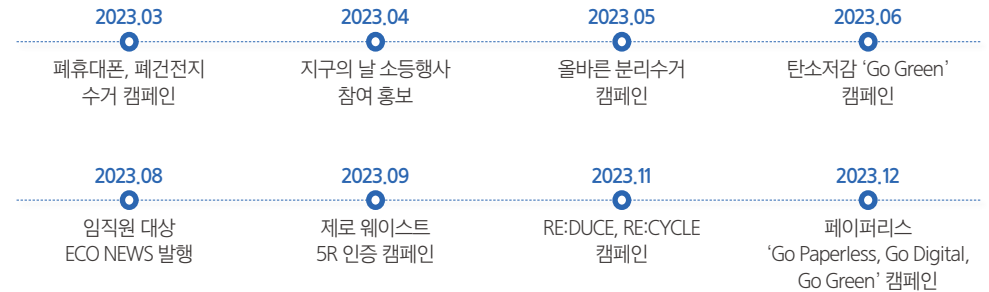 2023.03
폐휴대폰, 폐건전지
수거 캠페인
2023.04
지구의 날 소등행사
참여 홍보
2023.05
올바른 분리수거
캠페인
2023.06
탄소저감 ‘Go Green’
캠페인
2023.08
임직원 대상
ECO NEWS 발행
2023.09
제로 웨이스트
5R 인증 캠페인
2023.11
RE:DUCE, RE:CYCLE
캠페인
2023.12
페이퍼리스
‘Go Paperless, Go Digital,
Go Green’ 캠페인